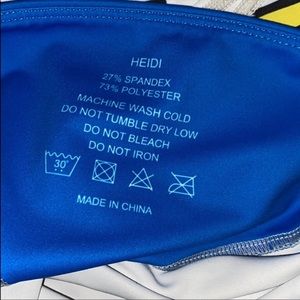 HEIDI
27% SPANDEX
73% POLYESTER
MACHINE WASH COLD
DO NOT TUMBLE DRY LOW
DO NOT BLEACH
DO NOT IRON
30°
MADE IN CHINA